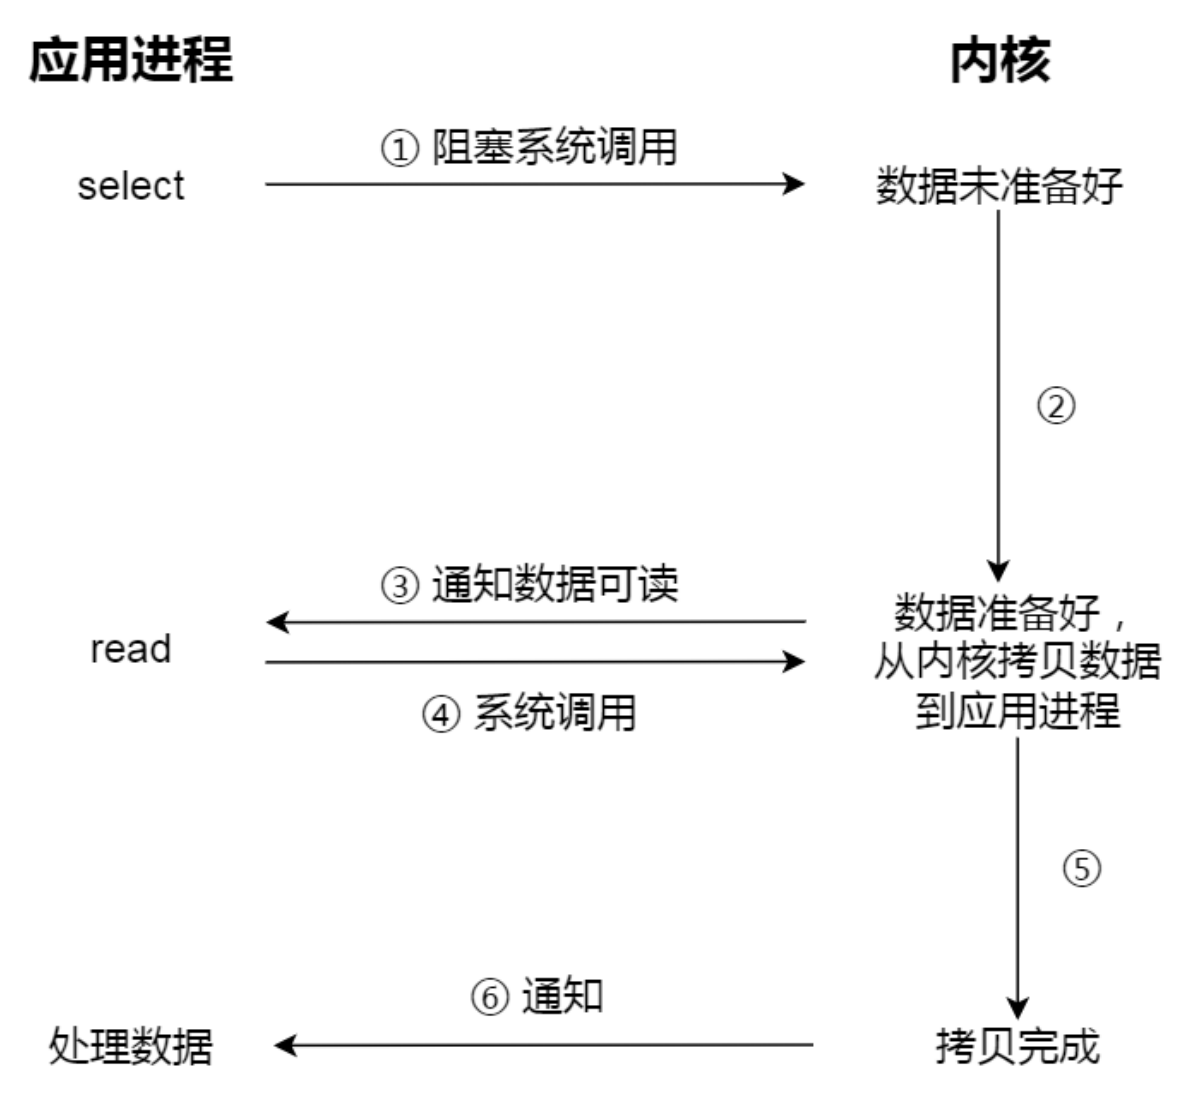 应用进程
内核
① 阻塞系统调用
select
数据未准备好
②
③ 通知数据可读
数据准备好，
read
从内核拷贝数据
到应用进程
④ 系统调用
⑤
⑥ 通知
处理数据
拷贝完成